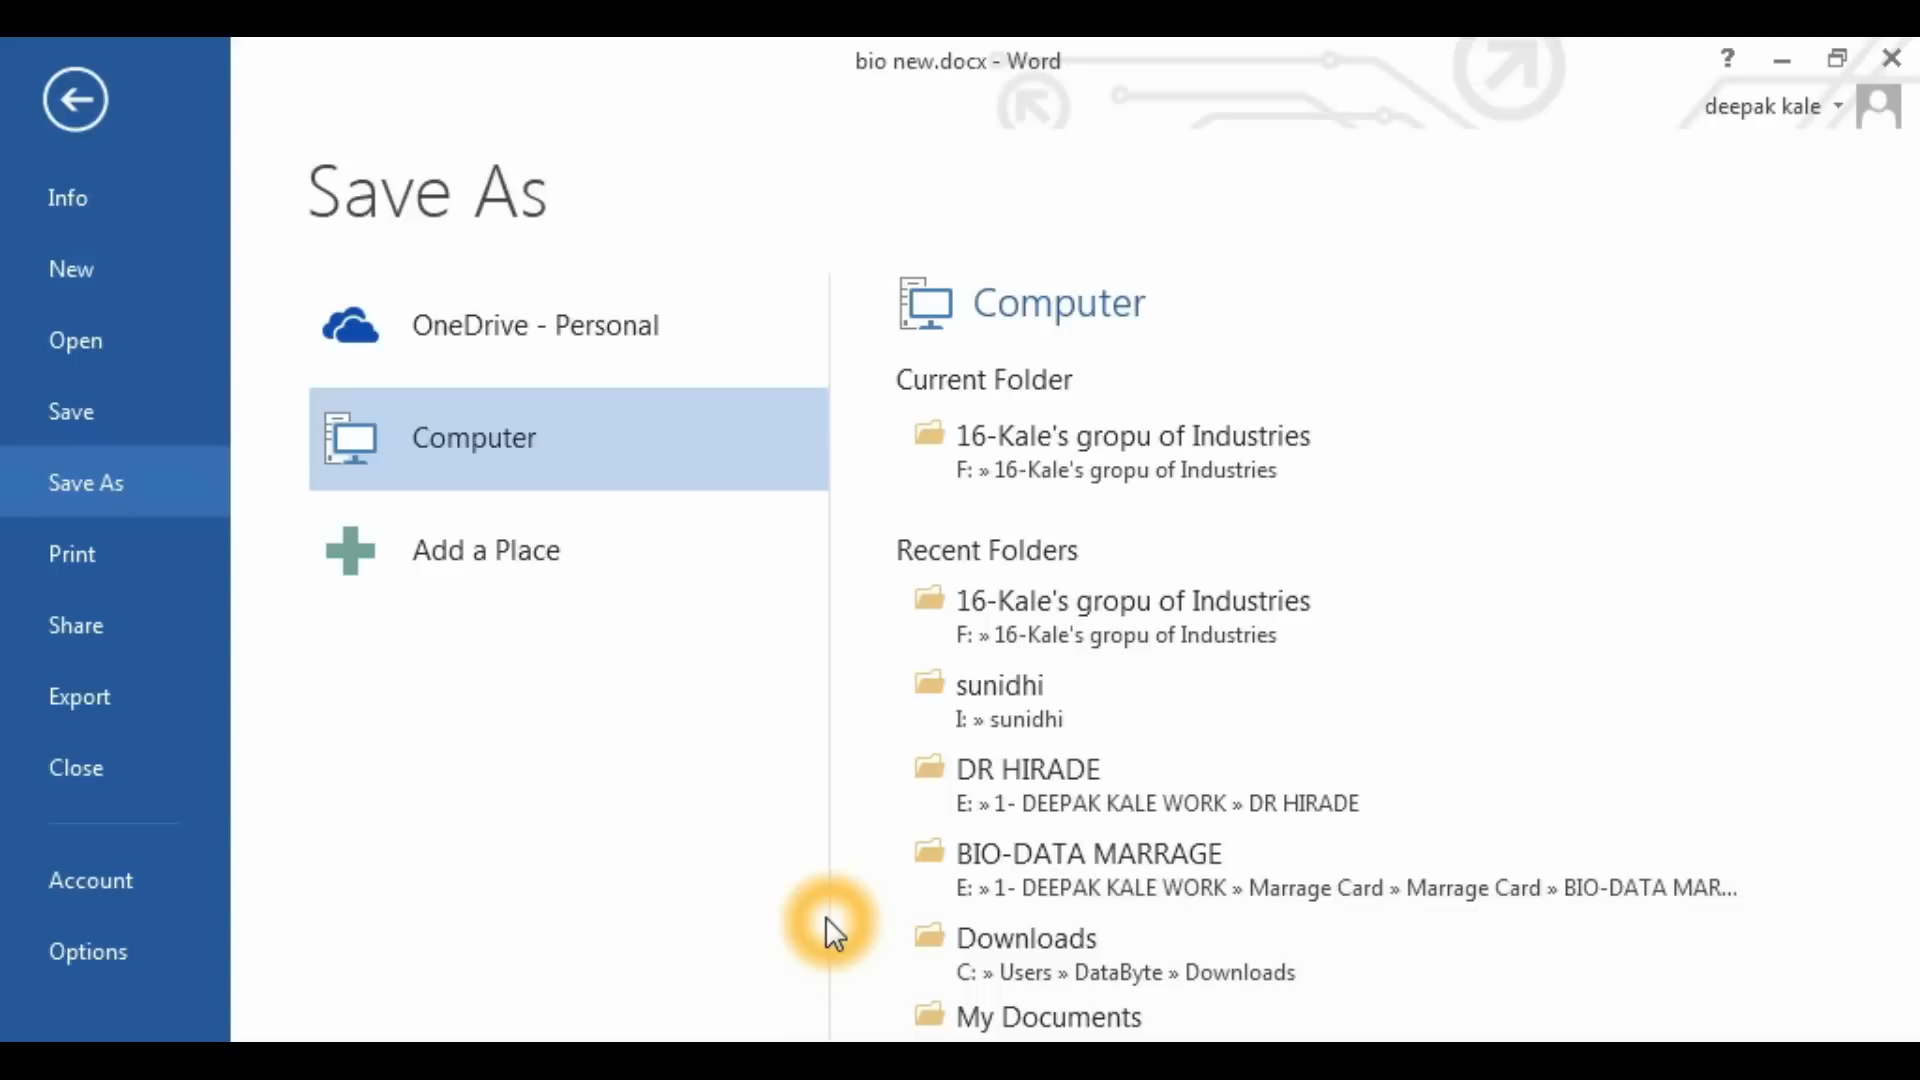 bio new.docx - Word
?
deepak kale
Info
New
Open
Save
Save As
Print
Share
Export
Close
Account
Options
Save As
OneDrive - Personal
Computer
Add a Place
Computer
Current Folder
16-Kale's gropu of Industries
F: » 16-Kale's gropu of Industries
Recent Folders
16-Kale's gropu of Industries
F: » 16-Kale's gropu of Industries
sunidhi
I: » sunidhi
DR HIRADE
E: » 1- DEEPAK KALE WORK » DR HIRADE
BIO-DATA MARRAGE
E: » 1- DEEPAK KALE WORK » Marrage Card » Marrage Card » BIO-DATA MAR...
Downloads
C: » Users » DataByte » Downloads
My Documents